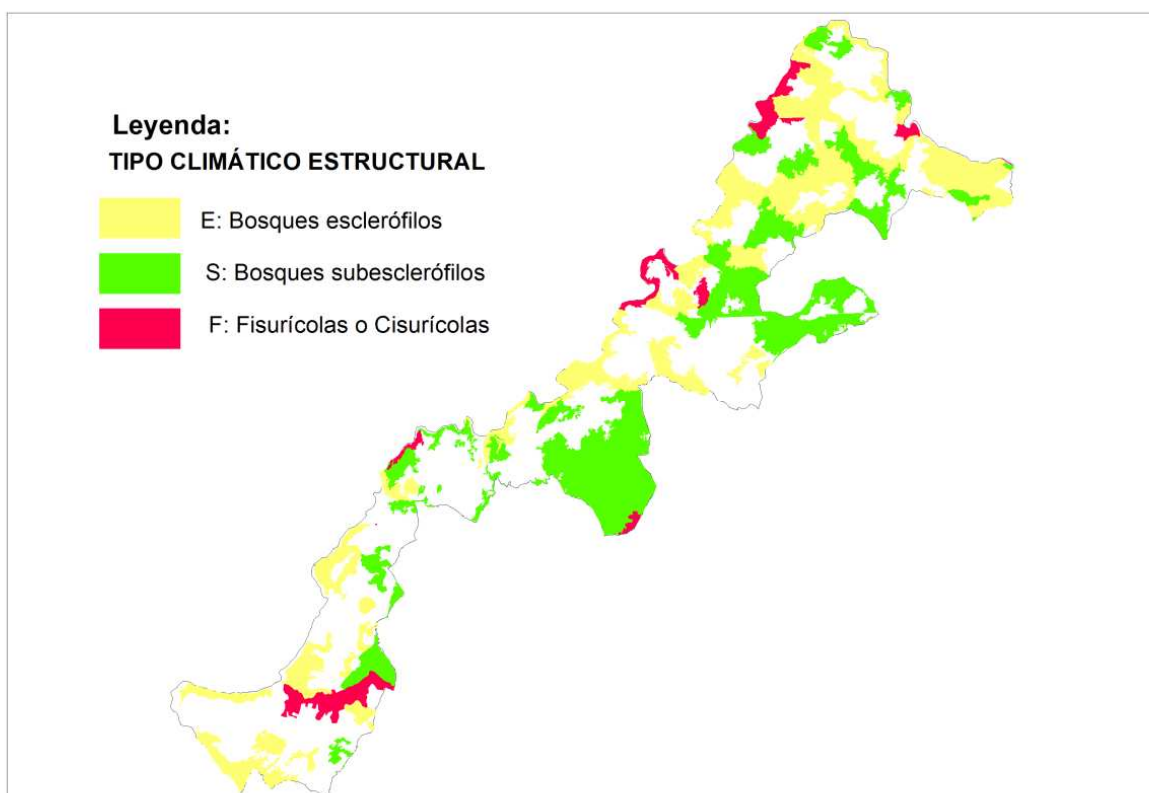 Leyenda:
TIPO CLIMÁTICO ESTRUCTURAL
E: Bosques esclerófilos
S: Bosques subesclerófilos
F: Fisurícolas o Cisurícolas